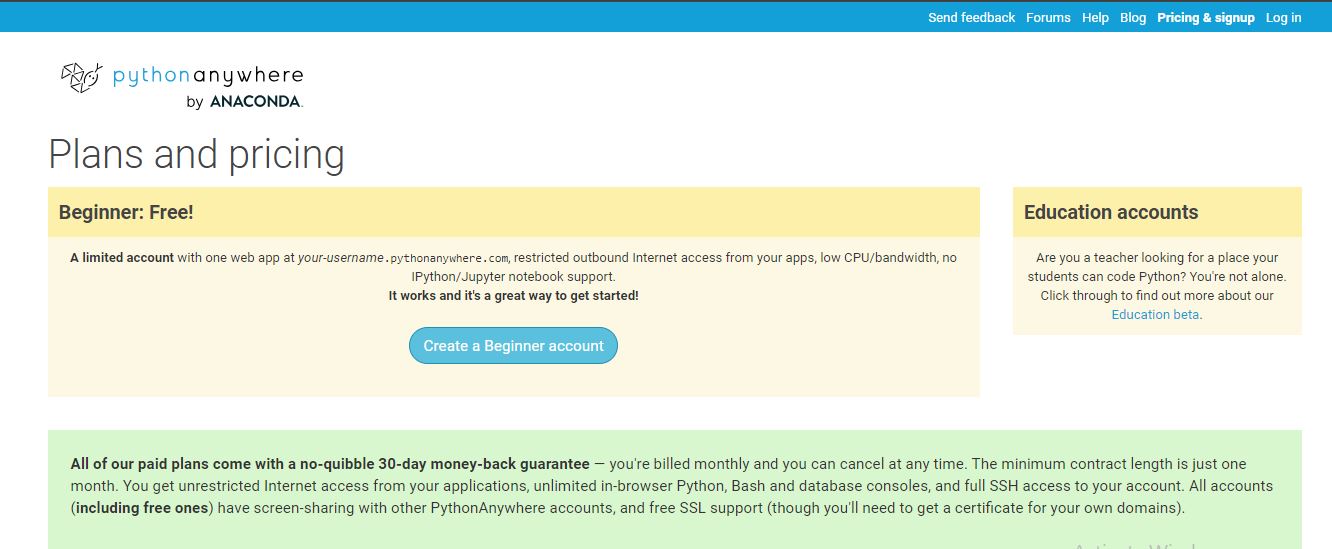 Send feedback Forums Help Blog Pricing & signup Log in
pythonanywhere
by ANACONDA.
Plans and pricing
Beginner: Free!
A limited account with one web app at your-username.pythonanywhere.com, restricted outbound Internet access from your apps, low CPU/bandwidth, no
IPython/Jupyter notebook support.
It works and it's a great way to get started!
Create a Beginner account
Education accounts
Are you a teacher looking for a place your
students can code Python? You're not alone.
Click through to find out more about our
Education beta.
All of our paid plans come with a no-quibble 30-day money-back guarantee — you're billed monthly and you can cancel at any time. The minimum contract length is just one
month. You get unrestricted Internet access from your applications, unlimited in-browser Python, Bash and database consoles, and full SSH access to your account. All accounts
(including free ones) have screen-sharing with other PythonAnywhere accounts, and free SSL support (though you'll need to get a certificate for your own domains).